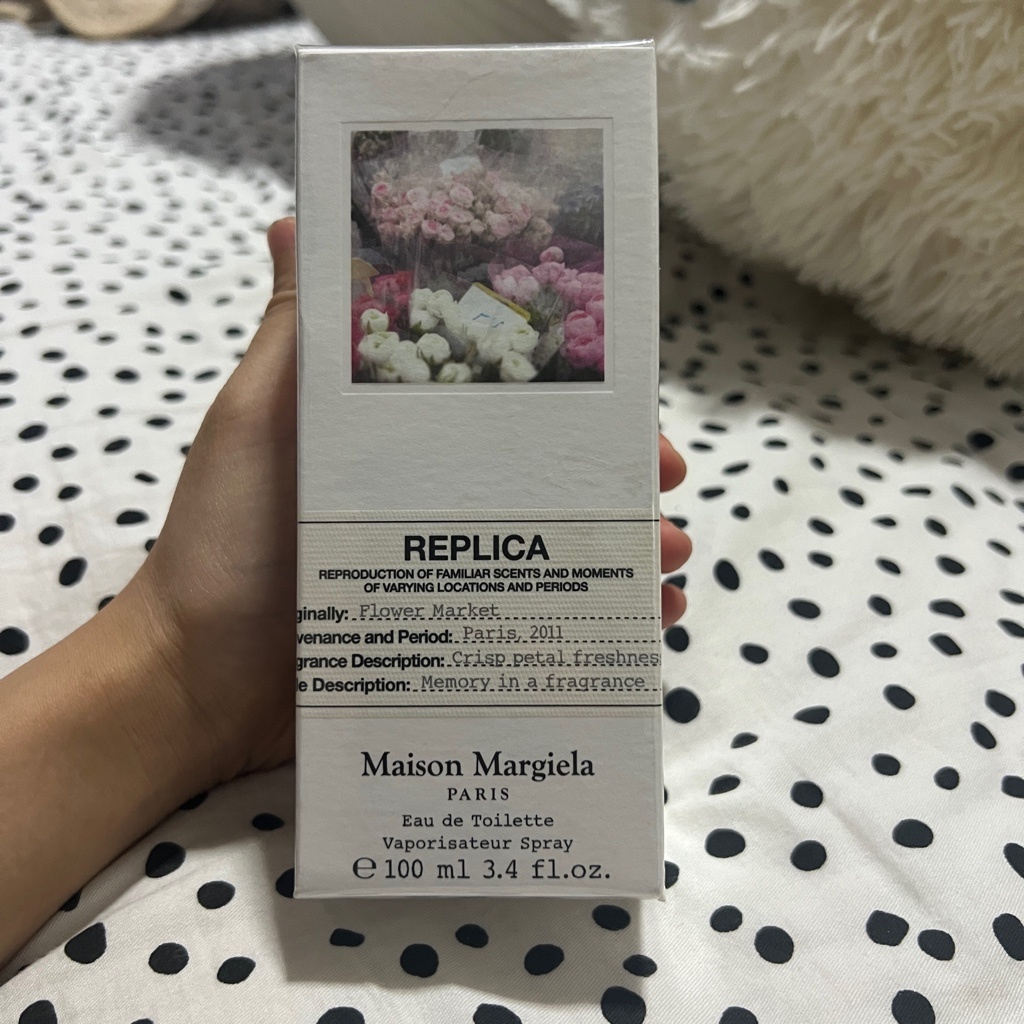 REPLICA
REPRODUCTION OF FAMILIAR SCENTS AND MOMENTS
OF VARYING LOCATIONS AND PERIODS
ginally: Flower Market
venance and Period: Paris, 2011
grance Description: Crisp petal freshnes
le Description: Memory in a fragrance
Maison Margiela
PARIS
Eau de Toilette
Vaporisateur Spray
℮ 100 ml 3.4 fl.oz.